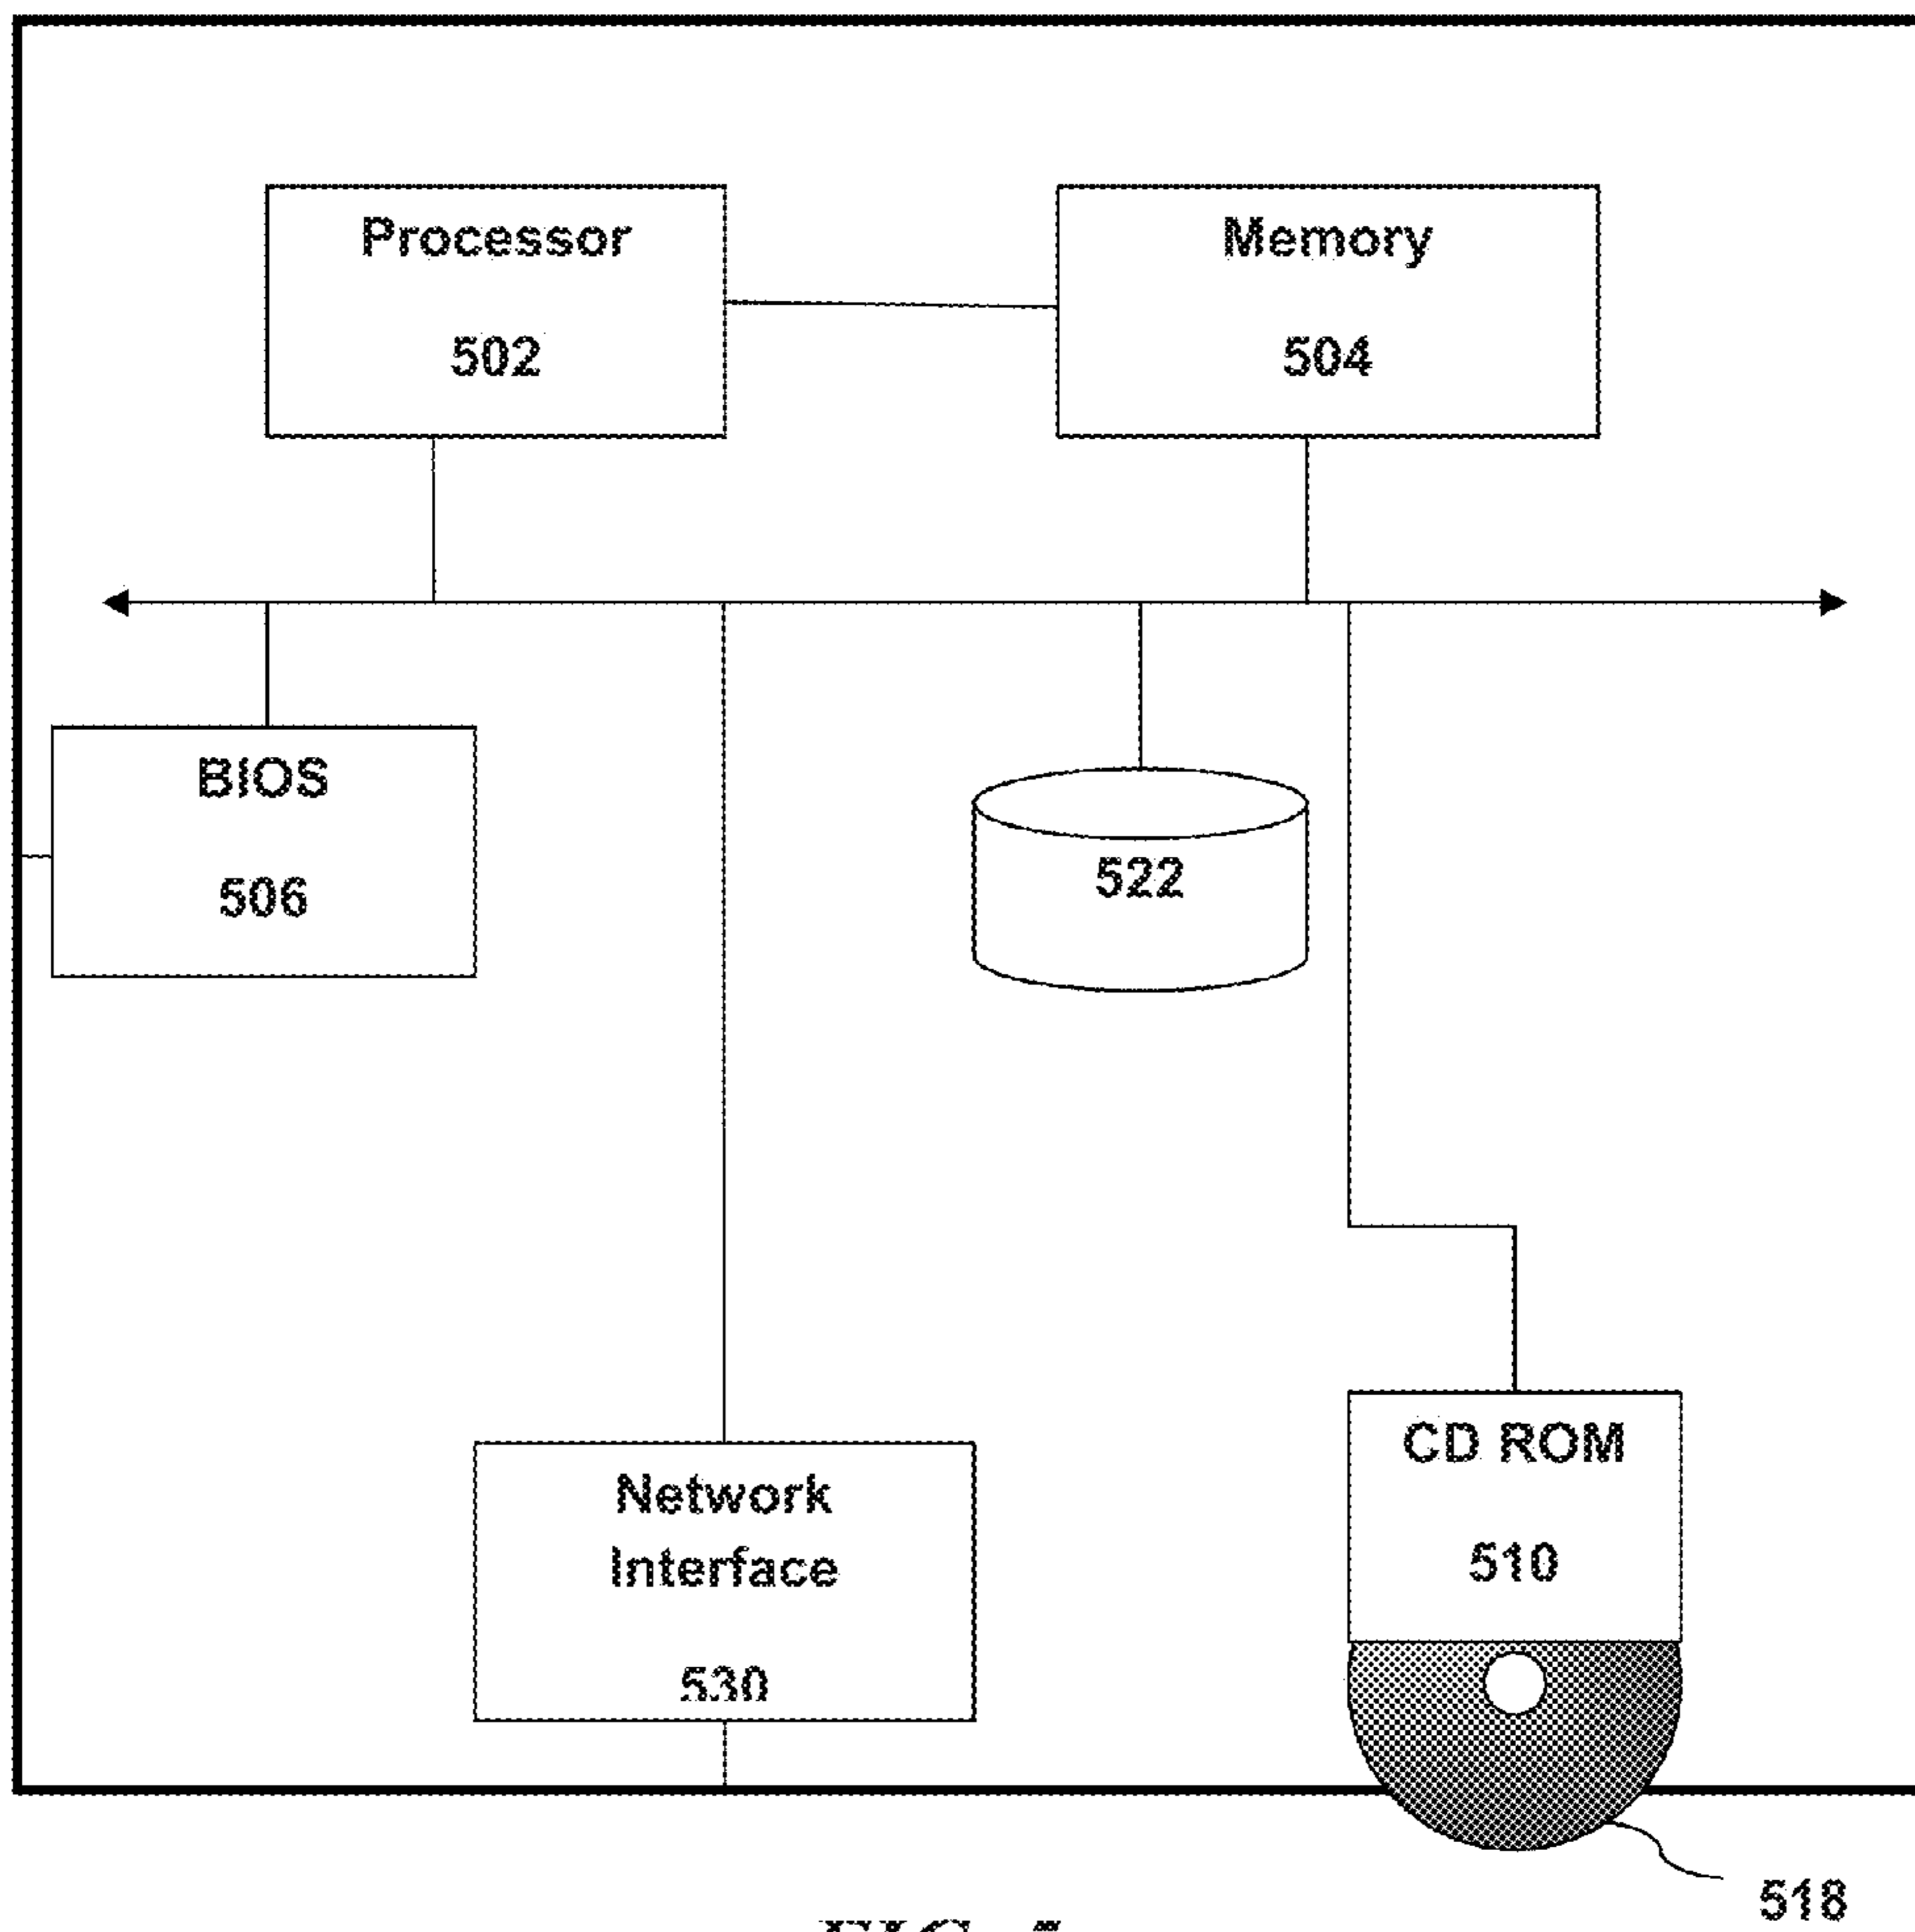 Processor
502
Memory
504
BIOS
506
522
CD ROM
510
Network
Interface
530
518